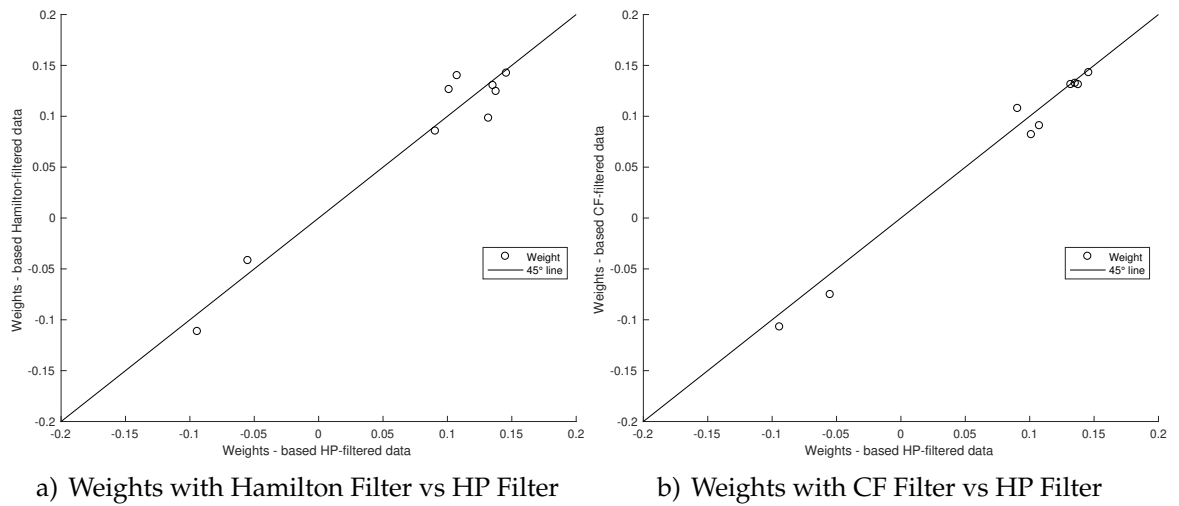 0.2
0.15
0.1
0.05
0
-0.05
-0.1
-0.15
-0.2
Weights - based Hamilton-filtered data
Weight
45° line
-0.2 -0.15 -0.1 -0.05 0 0.05 0.1 0.15 0.2
Weights - based HP-filtered data
a) Weights with Hamilton Filter vs HP Filter
0.2
0.15
0.1
0.05
0
-0.05
-0.1
-0.15
-0.2
Weights - based CF-filtered data
Weight
45° line
-0.2 -0.15 -0.1 -0.05 0 0.05 0.1 0.15 0.2
Weights - based HP-filtered data
b) Weights with CF Filter vs HP Filter